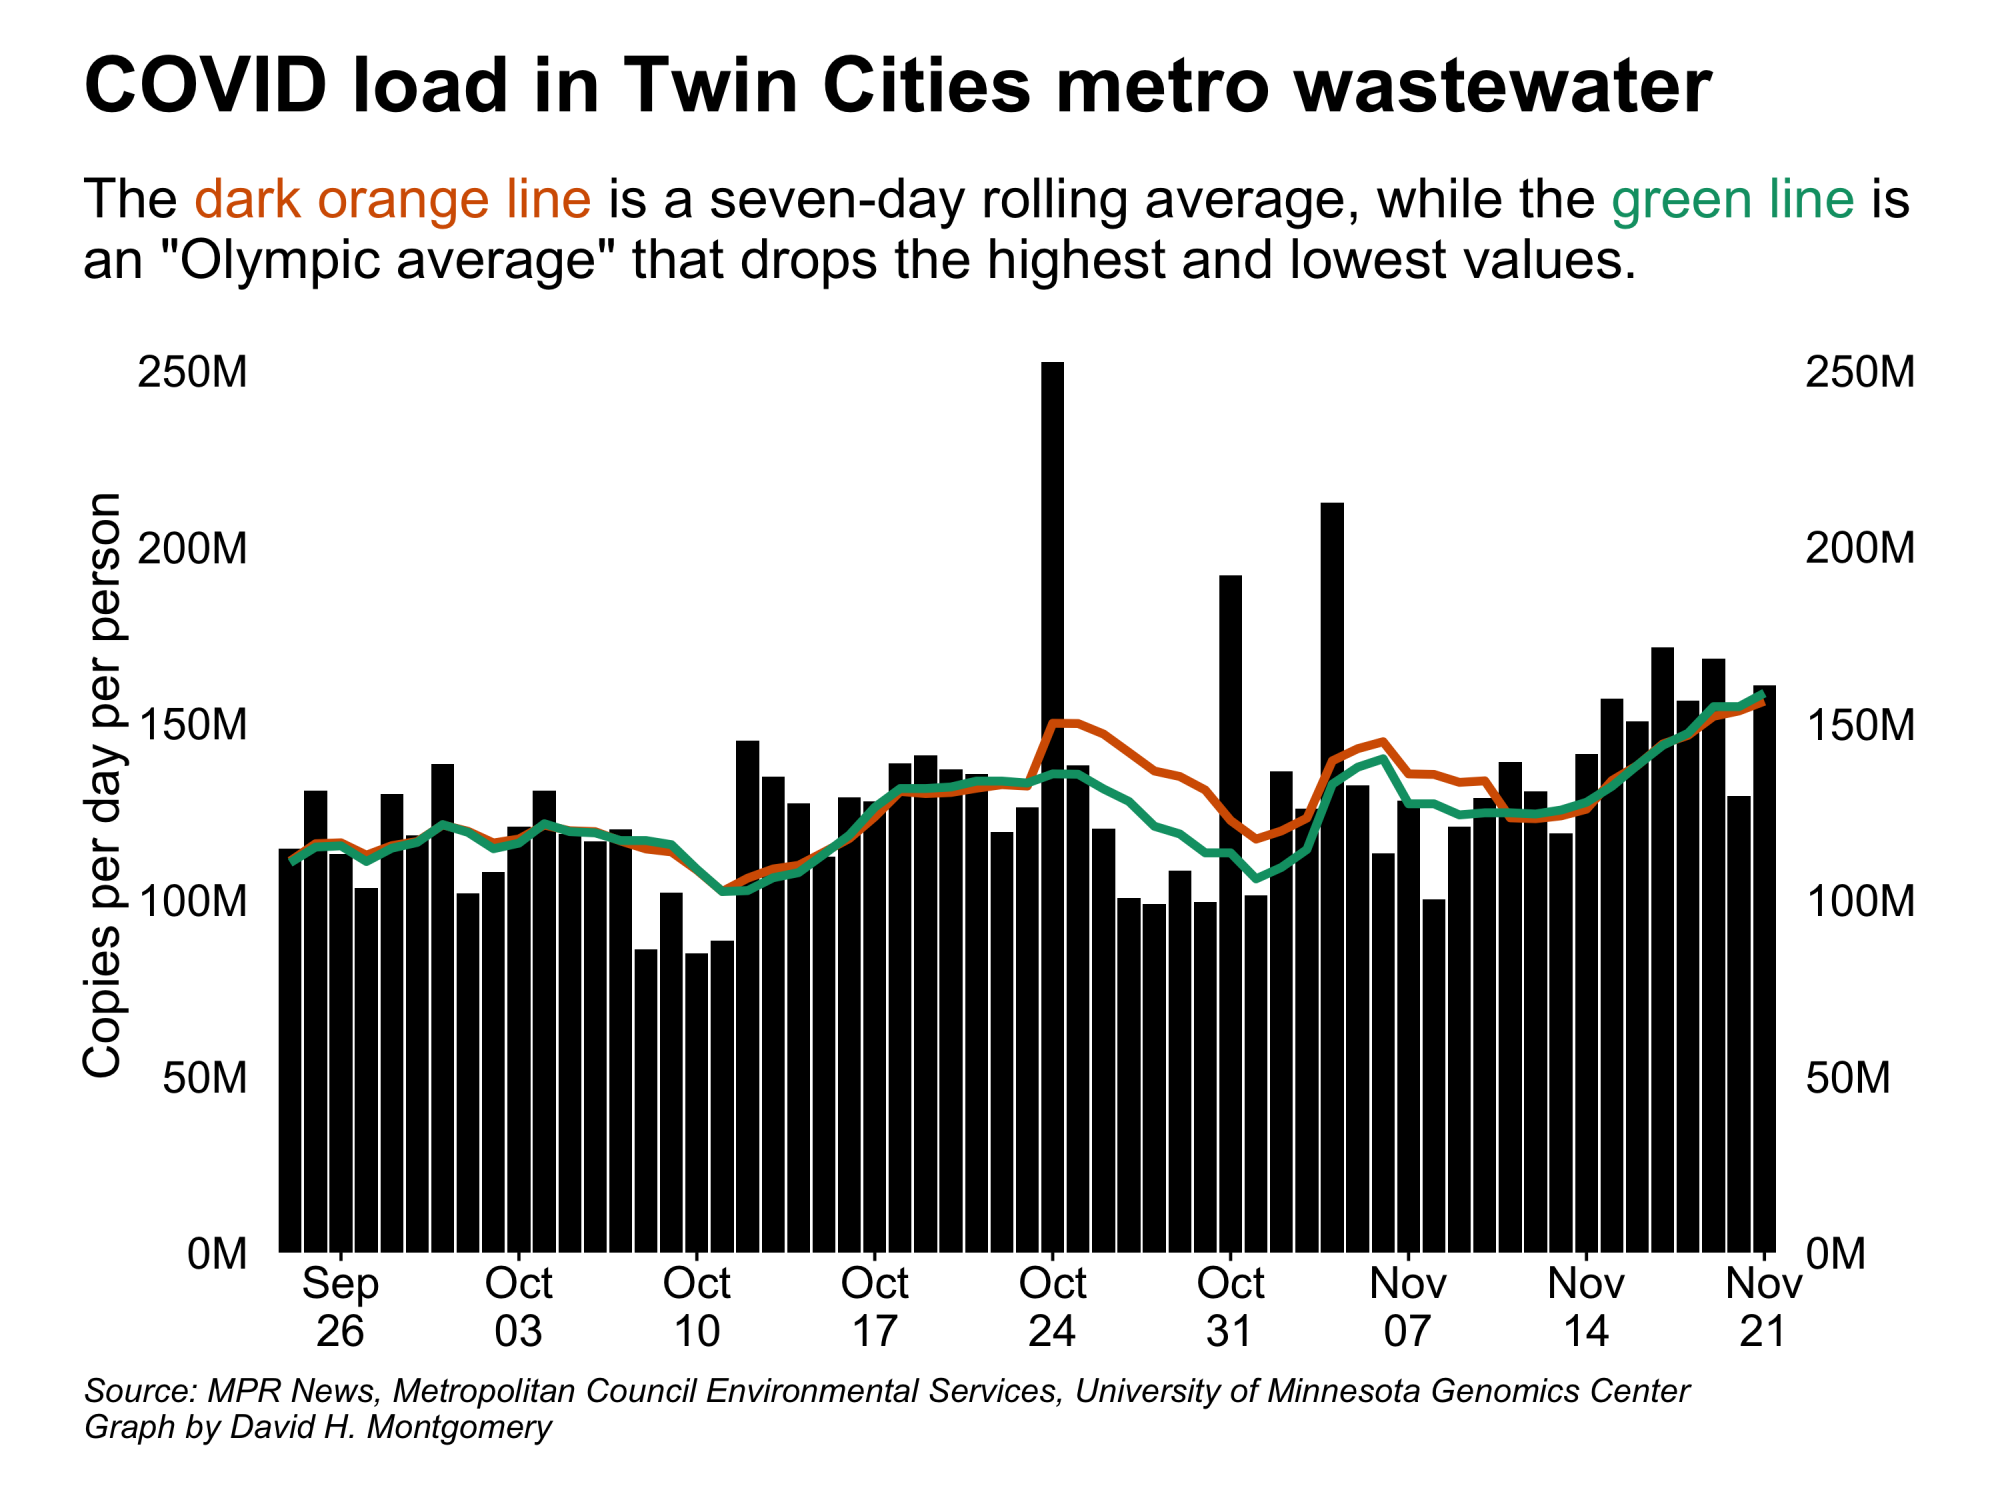 COVID load in Twin Cities metro wastewater
The dark orange line is a seven-day rolling average, while the green line is
an "Olympic average" that drops the highest and lowest values.
Copies per day per person
250M
200M
150M
100M
50M
0M
250M
200M
150M
100M
50M
0M
Sep
26
Oct
03
Oct
10
Oct
17
Oct
24
Oct
31
Nov
07
Nov
14
Nov
21
Source: MPR News, Metropolitan Council Environmental Services, University of Minnesota Genomics Center
Graph by David H. Montgomery